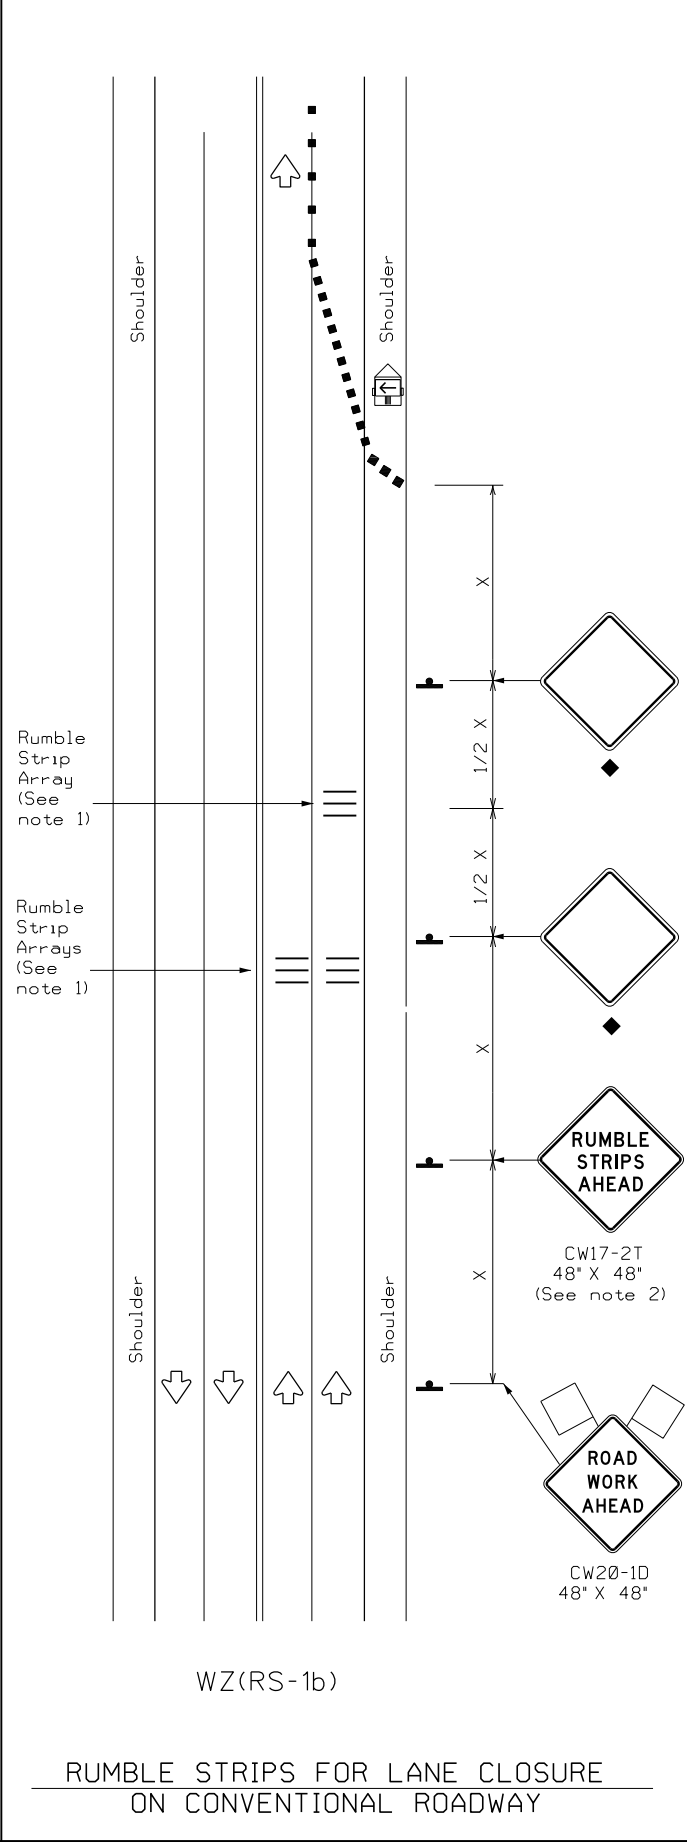 Shoulder
Shoulder
X
1/2 X
Rumble
Strip
Array
(See
note 1)
1/2 X
Rumble
Strip
Arrays
(See
note 1)
X
RUMBLE
STRIPS
AHEAD
CW17-2T
48" X 48"
(See note 2)
X
Shoulder
Shoulder
ROAD
WORK
AHEAD
CW20-1D
48" X 48"
WZ(RS-1b)
RUMBLE STRIPS FOR LANE CLOSURE
ON CONVENTIONAL ROADWAY